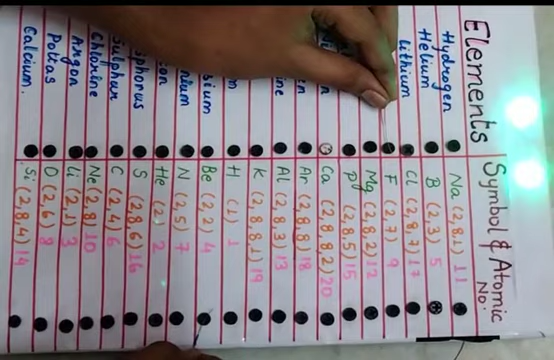 Elements Symbol & Atomic No.
Hydrogen Na (2,8,1) 11
Helium B (2,3) 5
Lithium Cl (2,8,7) 17
F (2,7) 9
Mg (2,8,2) 12
P (2,8,5) 15
Ca (2,8,8,2) 20
Ar (2,8,8) 18
Al (2,8,3) 13
K (2,8,8,1) 19
H (1) 1
Be (2,2) 4
N (2,5) 7
He (2) 2
S (2,8,6) 16
C (2,4) 6
Chlorine Ne (2,8) 10
Argon Li (2,1) 3
Pottas O (2,6) 8
Calcium. Si (2,8,4) 14